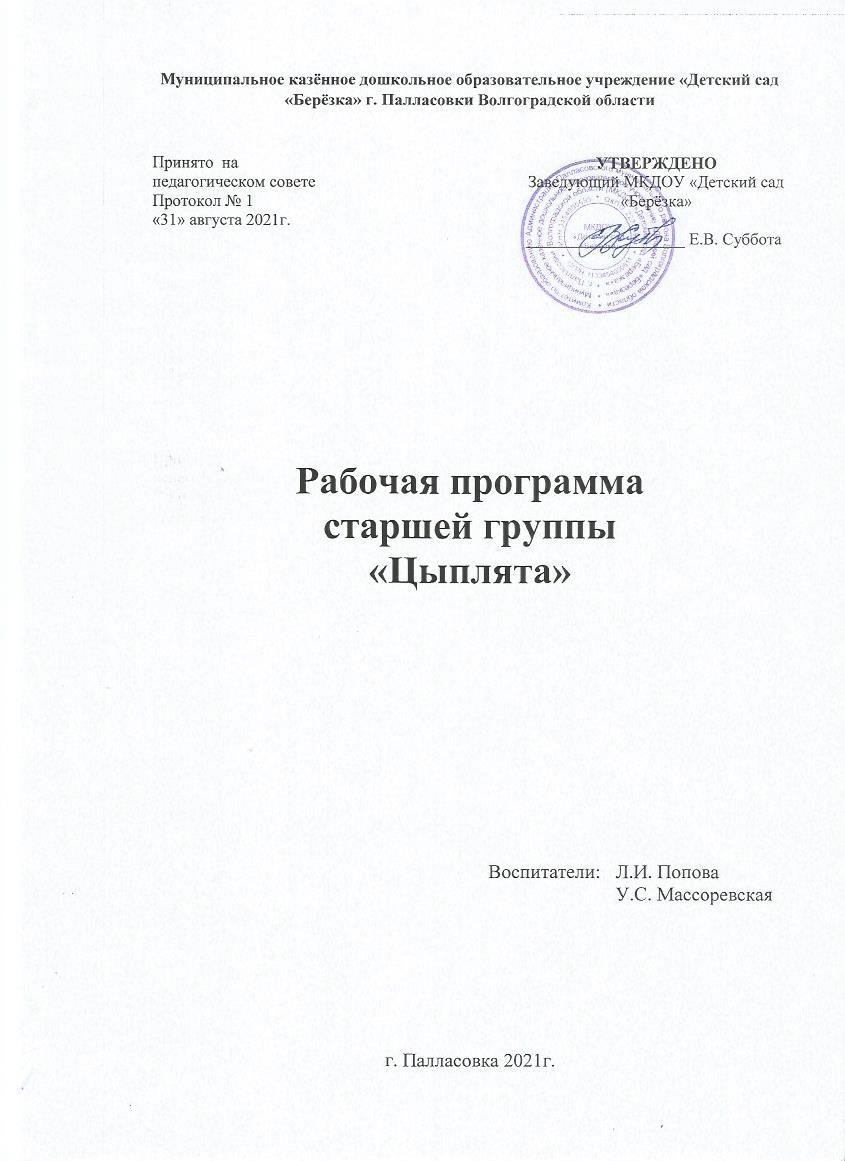 Муниципальное казённое дошкольное образовательное учреждение «Детский сад
«Берёзка» г. Палласовки Волгоградской области
Принято на
педагогическом совете
Протокол № 1
«31» августа 2021г.
УТВЕРЖДЕНО
Заведующий МКДОУ «Детский сад
«Берёзка»
Е.В. Суббота
Рабочая программа
старшей группы
«Цыплята»
Воспитатели: Л.И. Попова
У.С. Массоревская
г. Палласовка 2021г.